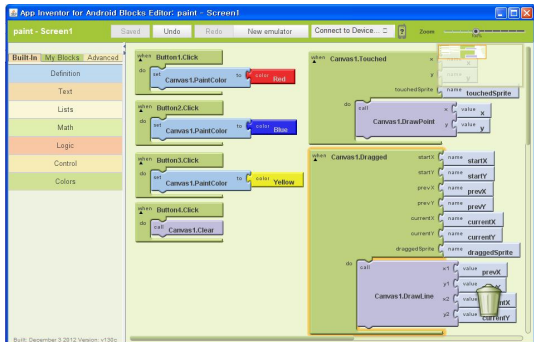 App Inventor for Android Blocks Editor: paint - Screen1
paint - Screen1
Saved
Undo
Redo
New emulator
Connect to Device...
Zoom
Built-In My Blocks Advanced
Definition
Text
Lists
Math
Logic
Control
Colors
when Button1.Click
do set Canvas1.PaintColor to color Red
when Button2.Click
do set Canvas1.PaintColor to color Blue
when Button3.Click
do set Canvas1.PaintColor to color Yellow
when Button4.Click
do call Canvas1.Clear
when Canvas1.Touched x name x
y name y
touchedSprite name touchedSprite
do call Canvas1.DrawPoint x value x
y value y
when Canvas1.Dragged startX name startX
startY name startY
prevX name prevX
prevY name prevY
currentX name currentX
currentY name currentY
draggedSprite name draggedSprite
do call Canvas1.DrawLine x1 value prevX
y1 value
x2 value
y2 value currentY
Built: December 3 2012 Version: v130c